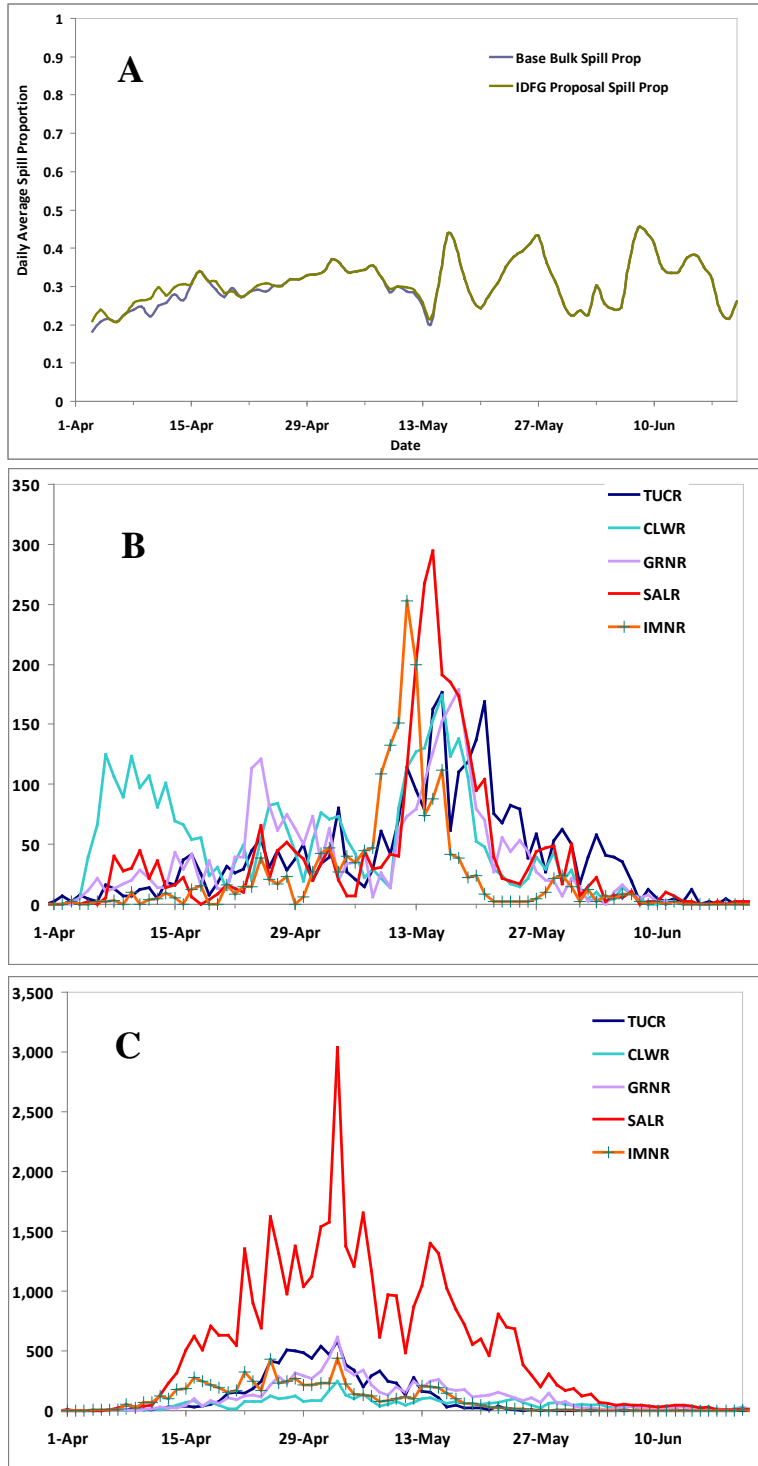 1
0.9
0.8
0.7
0.6
0.5
0.4
0.3
0.2
0.1
0
Daily Average Spill Proportion
A
Base Bulk Spill Prop
IDFG Proposal Spill Prop
1-Apr 15-Apr 29-Apr 13-May 27-May 10-Jun
Date
350
300
250
200
150
100
50
0
B
TUCR
CLWR
GRNR
SALR
IMNR
1-Apr 15-Apr 29-Apr 13-May 27-May 10-Jun
3,500
3,000
2,500
2,000
1,500
1,000
500
0
C
TUCR
CLWR
GRNR
SALR
IMNR
1-Apr 15-Apr 29-Apr 13-May 27-May 10-Jun